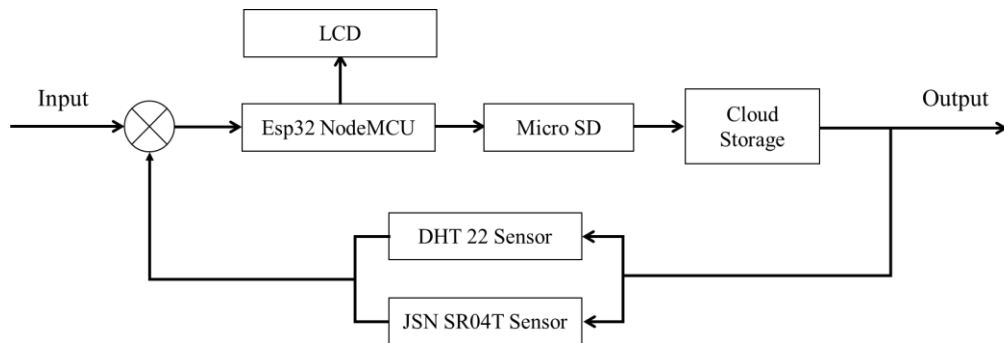 LCD
Input
Esp32 NodeMCU
Micro SD
Cloud
Storage
Output
DHT 22 Sensor
JSN SR04T Sensor